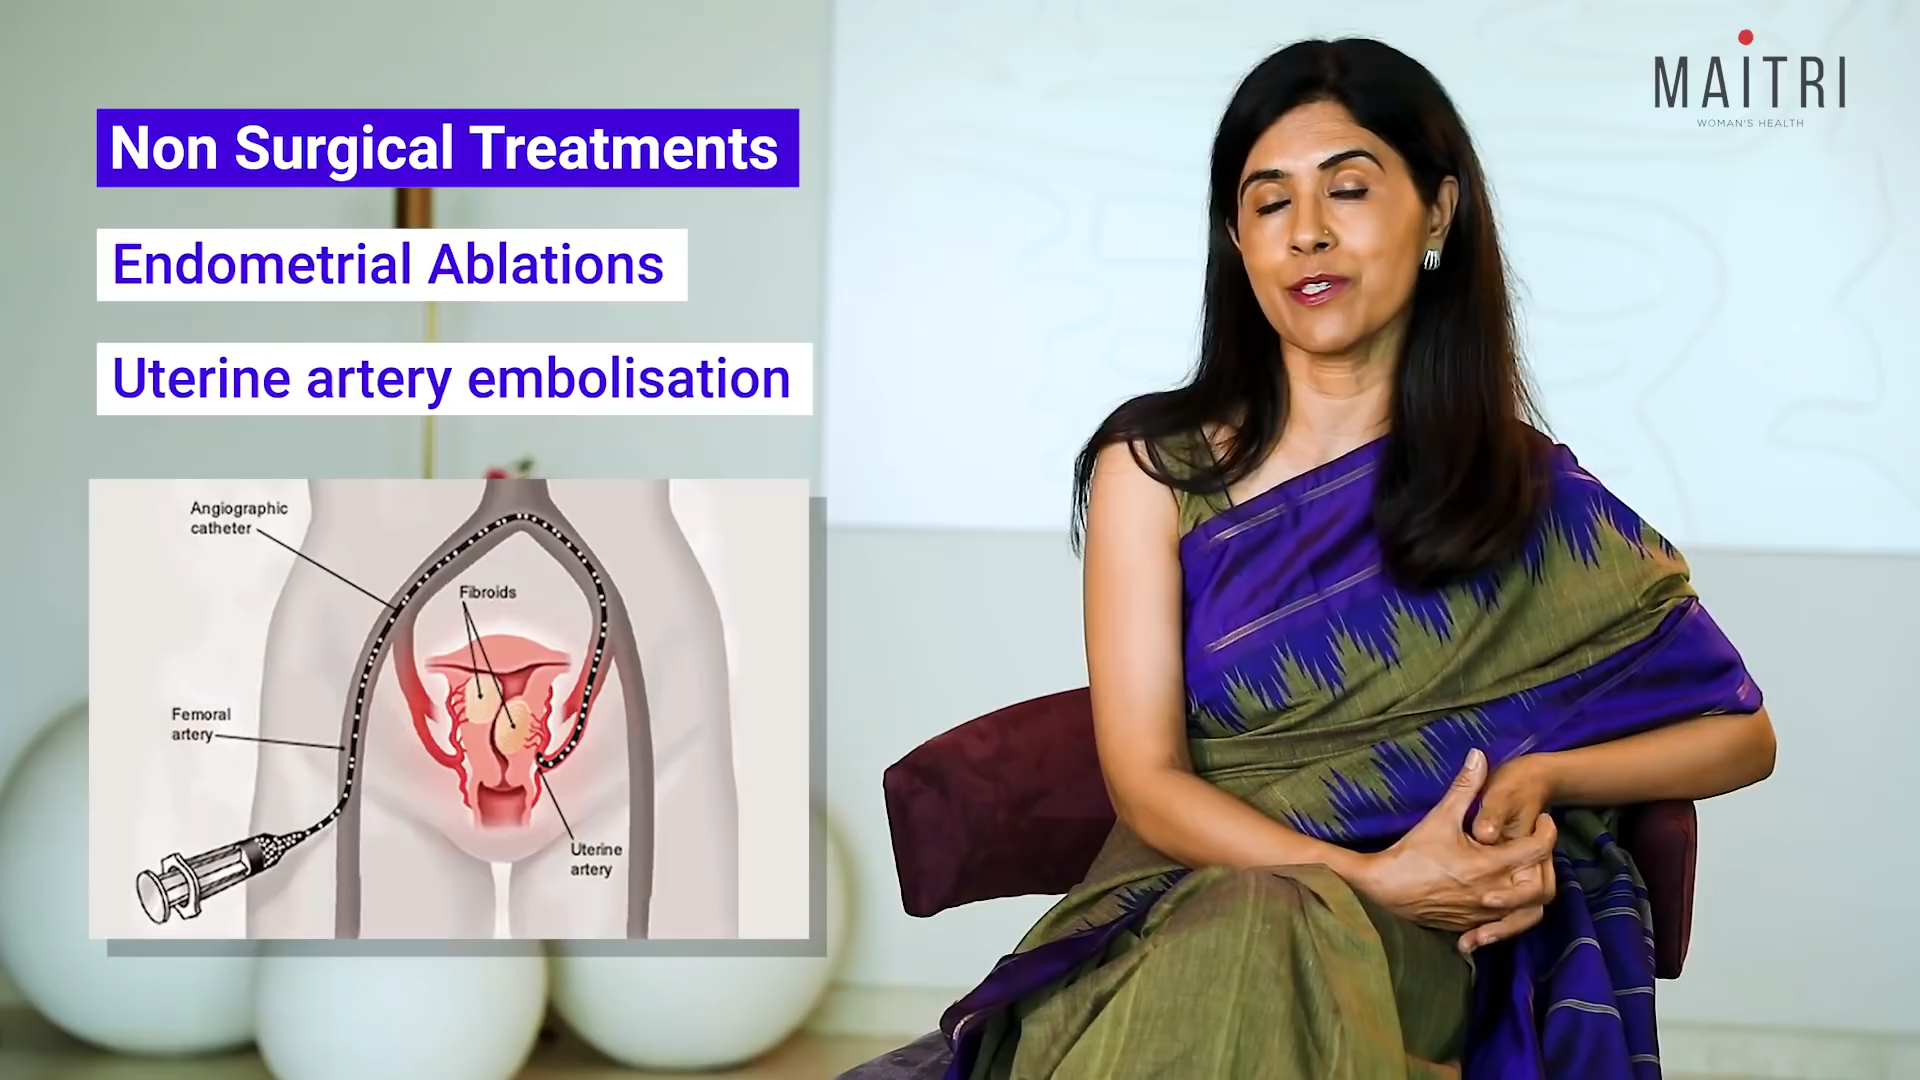 MAITRI
WOMAN'S HEALTH
Non Surgical Treatments
Endometrial Ablations
Uterine artery embolisation
Angiographic
catheter
Fibroids
Femoral
artery
Uterine
artery